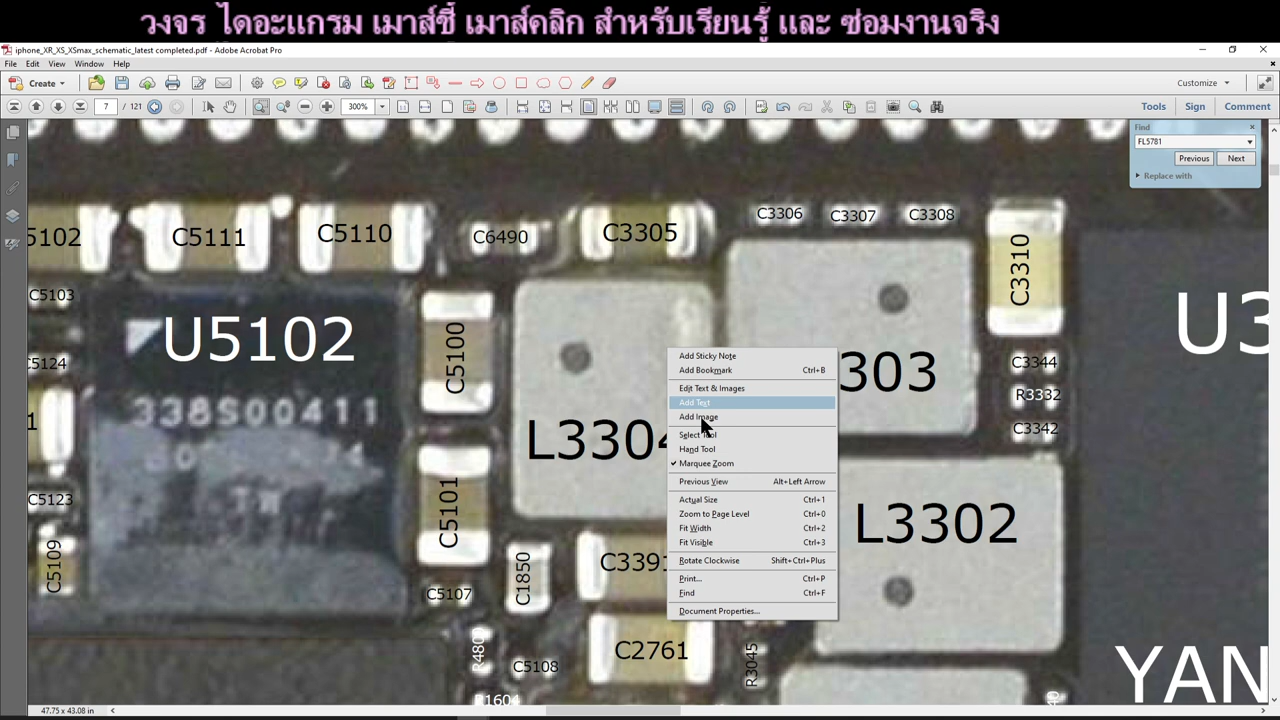 วงจร ไดอะแกรม เมาส์ชี้ เมาส์คลิก สำหรับเรียนรู้ และ ซ่อมงานจริง
iphone_XR_XS_XSmax_schematic_latest completed.pdf - Adobe Acrobat Pro
File Edit View Window Help
Create Customize
7 / 121 300% Tools Sign Comment
Find
FL5781
Previous Next
Replace with
C3306 C3307 C3308
5102 C5111 C5110 C6490 C3305
C3310
C5103
U5102 C5100 U3
C5124 C3344
303
R3332
338S00411
C3342
1 L3304
C5123 C5101 L3302
C5109 C1850 C3391
C5107
R480 C5108 C2761 R3045 YAN
R1604
Add Sticky Note
Add Bookmark Ctrl+B
Edit Text & Images
Add Text
Add Image
Select Tool
Hand Tool
Marquee Zoom
Previous View Alt+Left Arrow
Actual Size Ctrl+1
Zoom to Page Level Ctrl+0
Fit Width Ctrl+2
Fit Visible Ctrl+3
Rotate Clockwise Shift+Ctrl+Plus
Print... Ctrl+P
Find Ctrl+F
Document Properties...
47.75 x 43.08 in